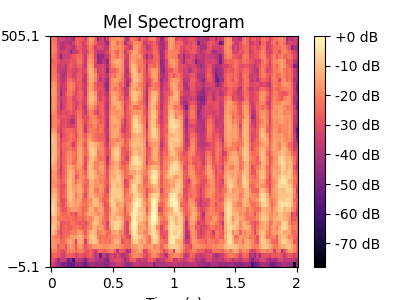 Mel Spectrogram
505.1
-5.1
0
0.5
1
1.5
2
+0 dB
-10 dB
-20 dB
-30 dB
-40 dB
-50 dB
-60 dB
-70 dB